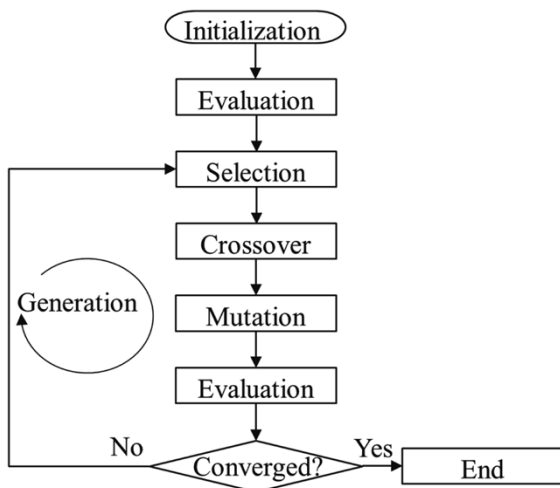 Initialization
Evaluation
Selection
Crossover
Generation
Mutation
Evaluation
No
Converged?
Yes
End